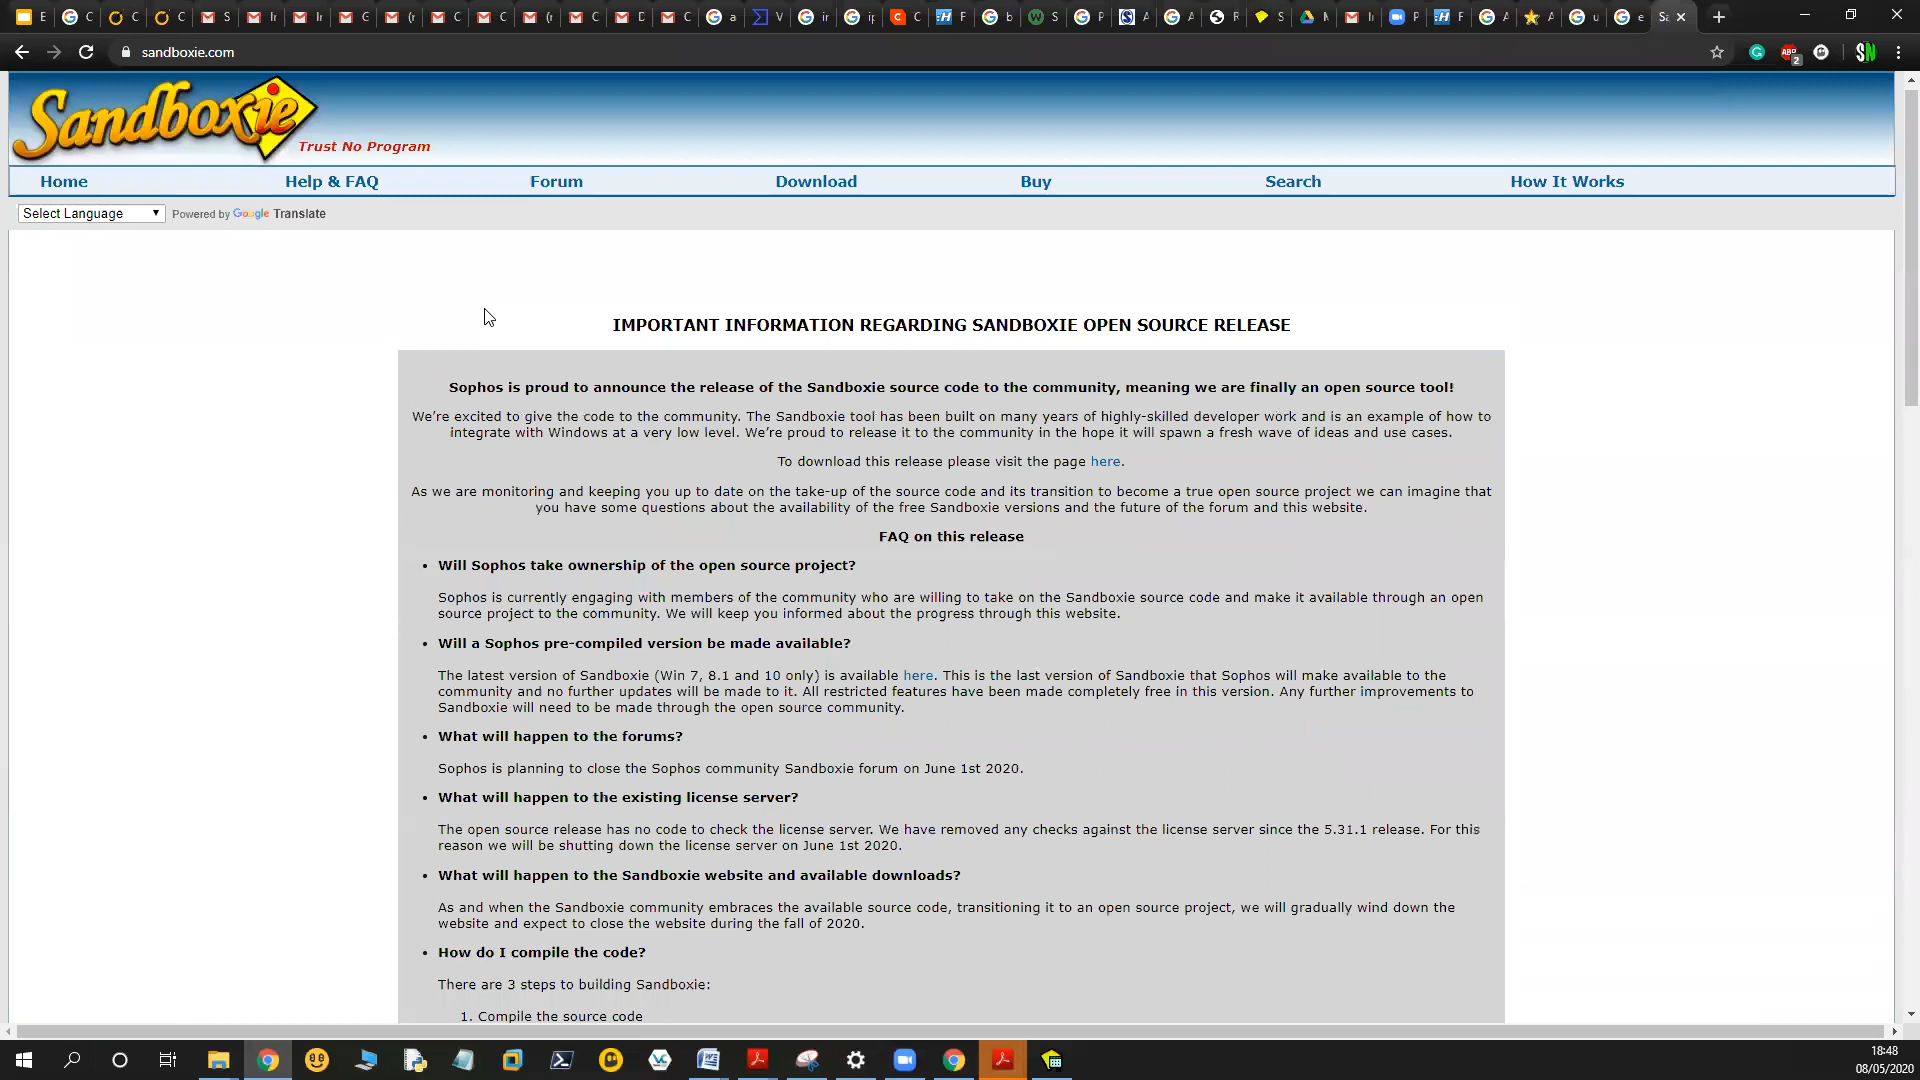 sandboxie.com
Sandboxie
Trust No Program
Home Help & FAQ Forum Download Buy Search How It Works
Select Language Powered by Google Translate
IMPORTANT INFORMATION REGARDING SANDBOXIE OPEN SOURCE RELEASE
Sophos is proud to announce the release of the Sandboxie source code to the community, meaning we are finally an open source tool!
We're excited to give the code to the community. The Sandboxie tool has been built on many years of highly-skilled developer work and is an example of how to
integrate with Windows at a very low level. We're proud to release it to the community in the hope it will spawn a fresh wave of ideas and use cases.
To download this release please visit the page here.
As we are monitoring and keeping you up to date on the take-up of the source code and its transition to become a true open source project we can imagine that
you have some questions about the availability of the free Sandboxie versions and the future of the forum and this website.
FAQ on this release
• Will Sophos take ownership of the open source project?
Sophos is currently engaging with members of the community who are willing to take on the Sandboxie source code and make it available through an open
source project to the community. We will keep you informed about the progress through this website.
• Will a Sophos pre-compiled version be made available?
The latest version of Sandboxie (Win 7, 8.1 and 10 only) is available here. This is the last version of Sandboxie that Sophos will make available to the
community and no further updates will be made to it. All restricted features have been made completely free in this version. Any further improvements to
Sandboxie will need to be made through the open source community.
• What will happen to the forums?
Sophos is planning to close the Sophos community Sandboxie forum on June 1st 2020.
• What will happen to the existing license server?
The open source release has no code to check the license server. We have removed any checks against the license server since the 5.31.1 release. For this
reason we will be shutting down the license server on June 1st 2020.
• What will happen to the Sandboxie website and available downloads?
As and when the Sandboxie community embraces the available source code, transitioning it to an open source project, we will gradually wind down the
website and expect to close the website during the fall of 2020.
• How do I compile the code?
There are 3 steps to building Sandboxie:
1. Compile the source code
18:48
08/05/2020